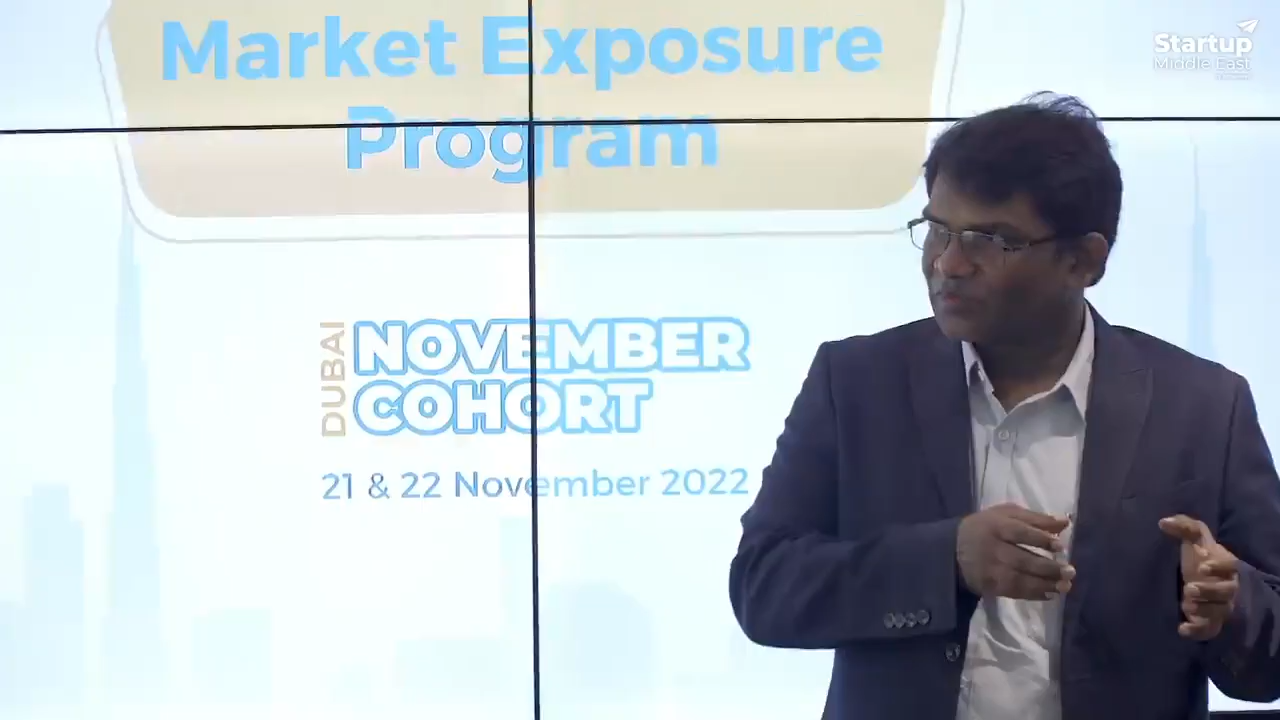 Market Exposure
Program
DUBAI
NOVEMBER
COHORT
21 & 22 November 2022
Startup
Middle East